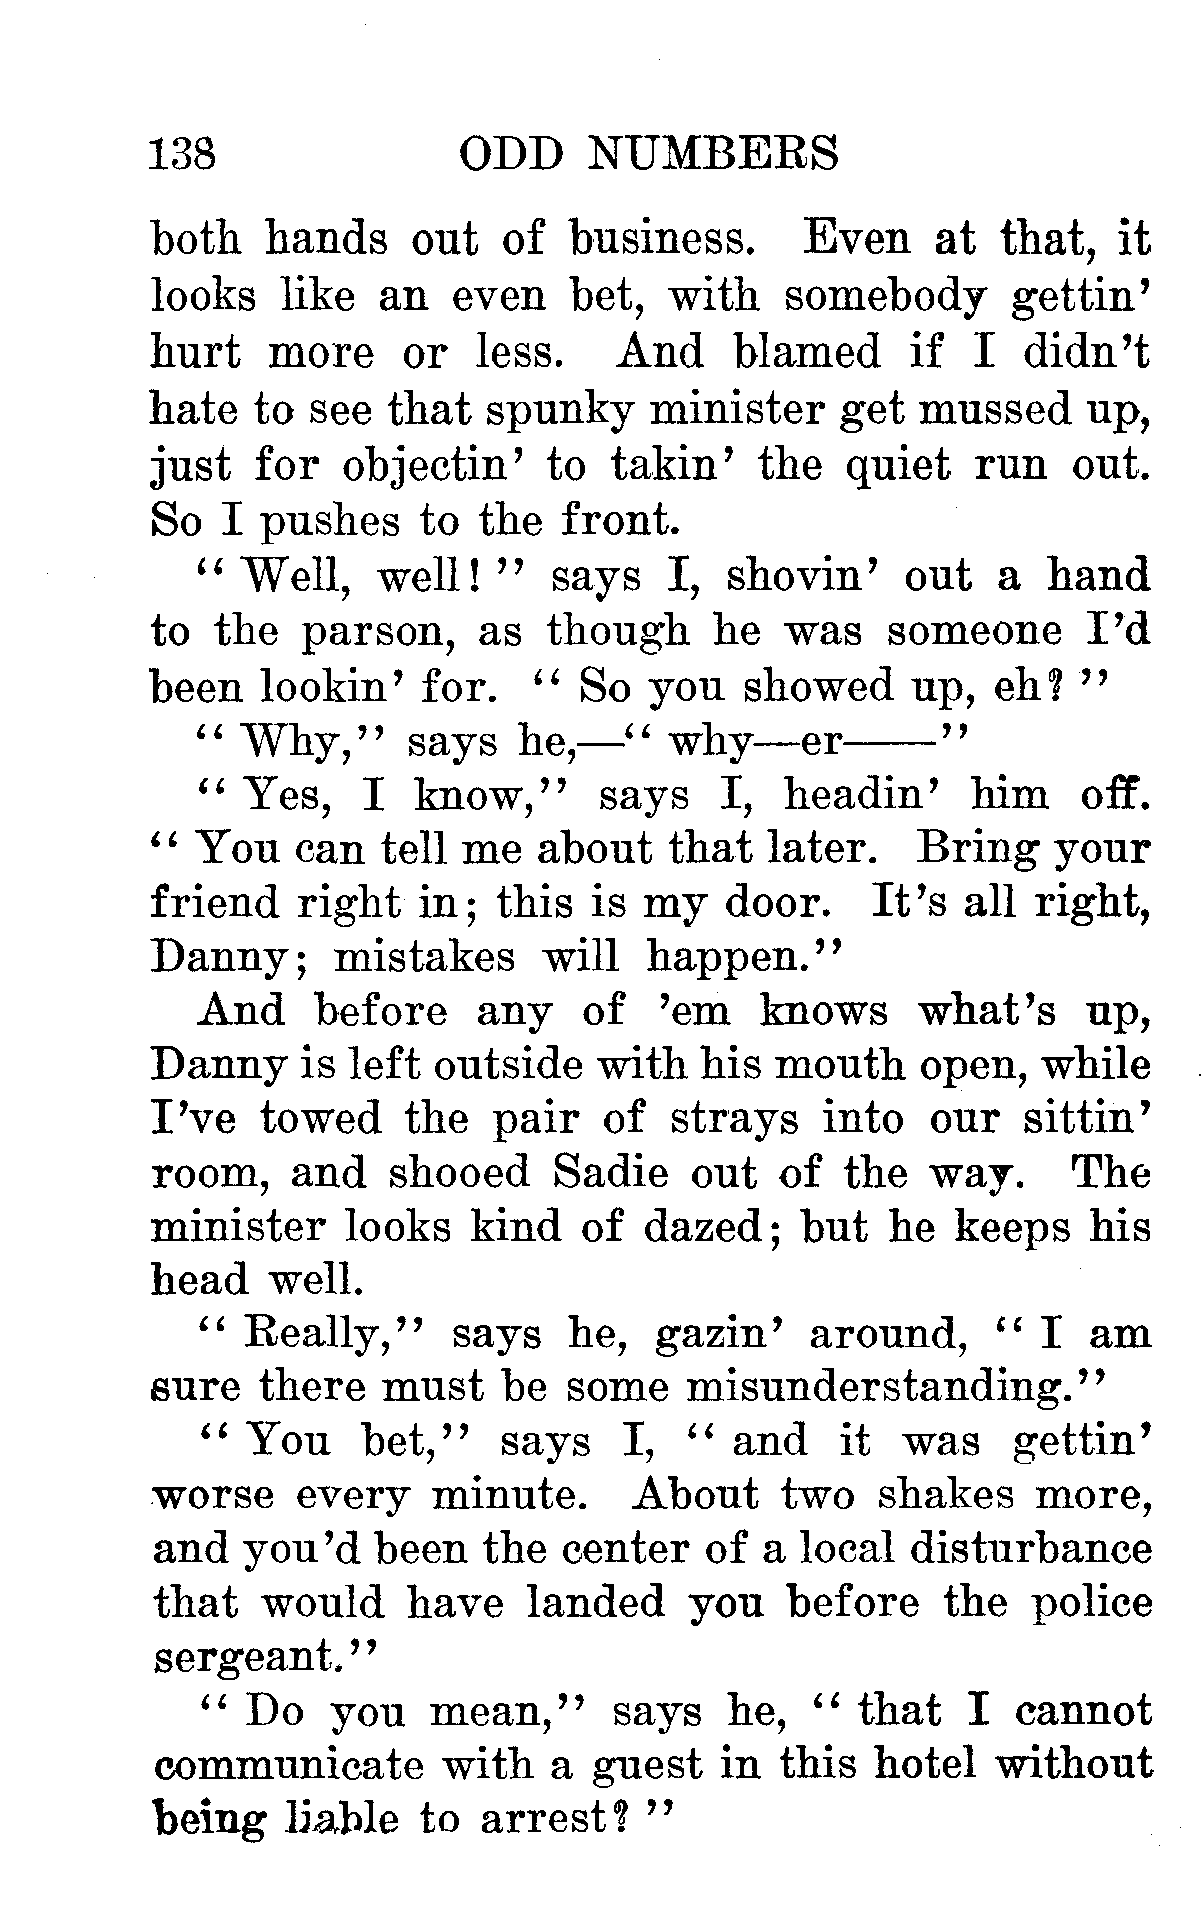 138 ODD NUMBERS
both hands out of business. Even at that, it
looks like an even bet, with somebody gettin'
hurt more or less. And blamed if I didn't
hate to see that spunky minister get mussed up,
just for objectin' to takin' the quiet run out.
So I pushes to the front.
“ Well, well! ” says I, shovin' out a hand
to the parson, as though he was someone I'd
been lookin' for. “ So you showed up, eh? ”
“ Why,” says he,—“ why—er——”
“ Yes, I know,” says I, headin' him off.
“ You can tell me about that later. Bring your
friend right in; this is my door. It's all right,
Danny; mistakes will happen.”
And before any of 'em knows what's up,
Danny is left outside with his mouth open, while
I've towed the pair of strays into our sittin'
room, and shooed Sadie out of the way. The
minister looks kind of dazed; but he keeps his
head well.
“ Really,” says he, gazin' around, “ I am
sure there must be some misunderstanding.”
“ You bet,” says I, “ and it was gettin'
worse every minute. About two shakes more,
and you'd been the center of a local disturbance
that would have landed you before the police
sergeant.”
“ Do you mean,” says he, “ that I cannot
communicate with a guest in this hotel without
being liable to arrest? ”